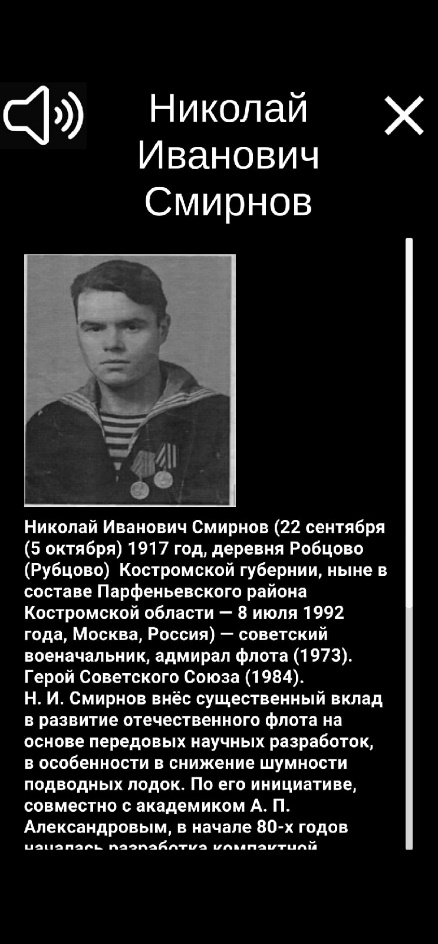 Николай
Иванович
Смирнов
Николай Иванович Смирнов (22 сентября
(5 октября) 1917 год, деревня Робцово
(Рубцово) Костромской губернии, ныне в
составе Парфеньевского района
Костромской области — 8 июля 1992
года, Москва, Россия) — советский
военачальник, адмирал флота (1973).
Герой Советского Союза (1984).
Н. И. Смирнов внёс существенный вклад
в развитие отечественного флота на
основе передовых научных разработок,
в особенности в снижение шумности
подводных лодок. По его инициативе,
совместно с академиком А. П.
Александровым, в начале 80-х годов
началась разработка компактной